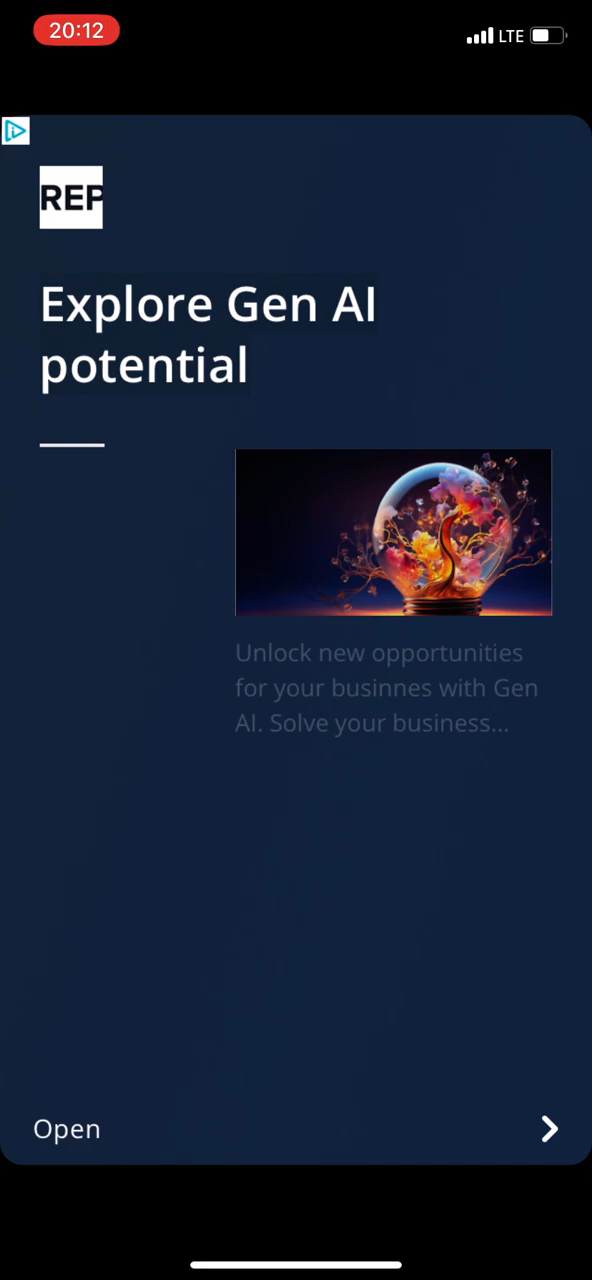 20:12
LTE
REP
Explore Gen AI
potential
Unlock new opportunities
for your businnes with Gen
AI. Solve your business...
Open